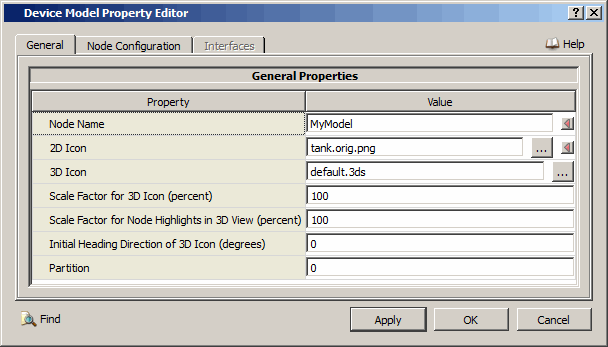 Device Model Property Editor
General Node Configuration Interfaces Help
General Properties
Property Value
Node Name MyModel
2D Icon tank.orig.png ...
3D Icon default.3ds ...
Scale Factor for 3D Icon (percent) 100
Scale Factor for Node Highlights in 3D View (percent) 100
Initial Heading Direction of 3D Icon (degrees) 0
Partition 0
Find Apply OK Cancel